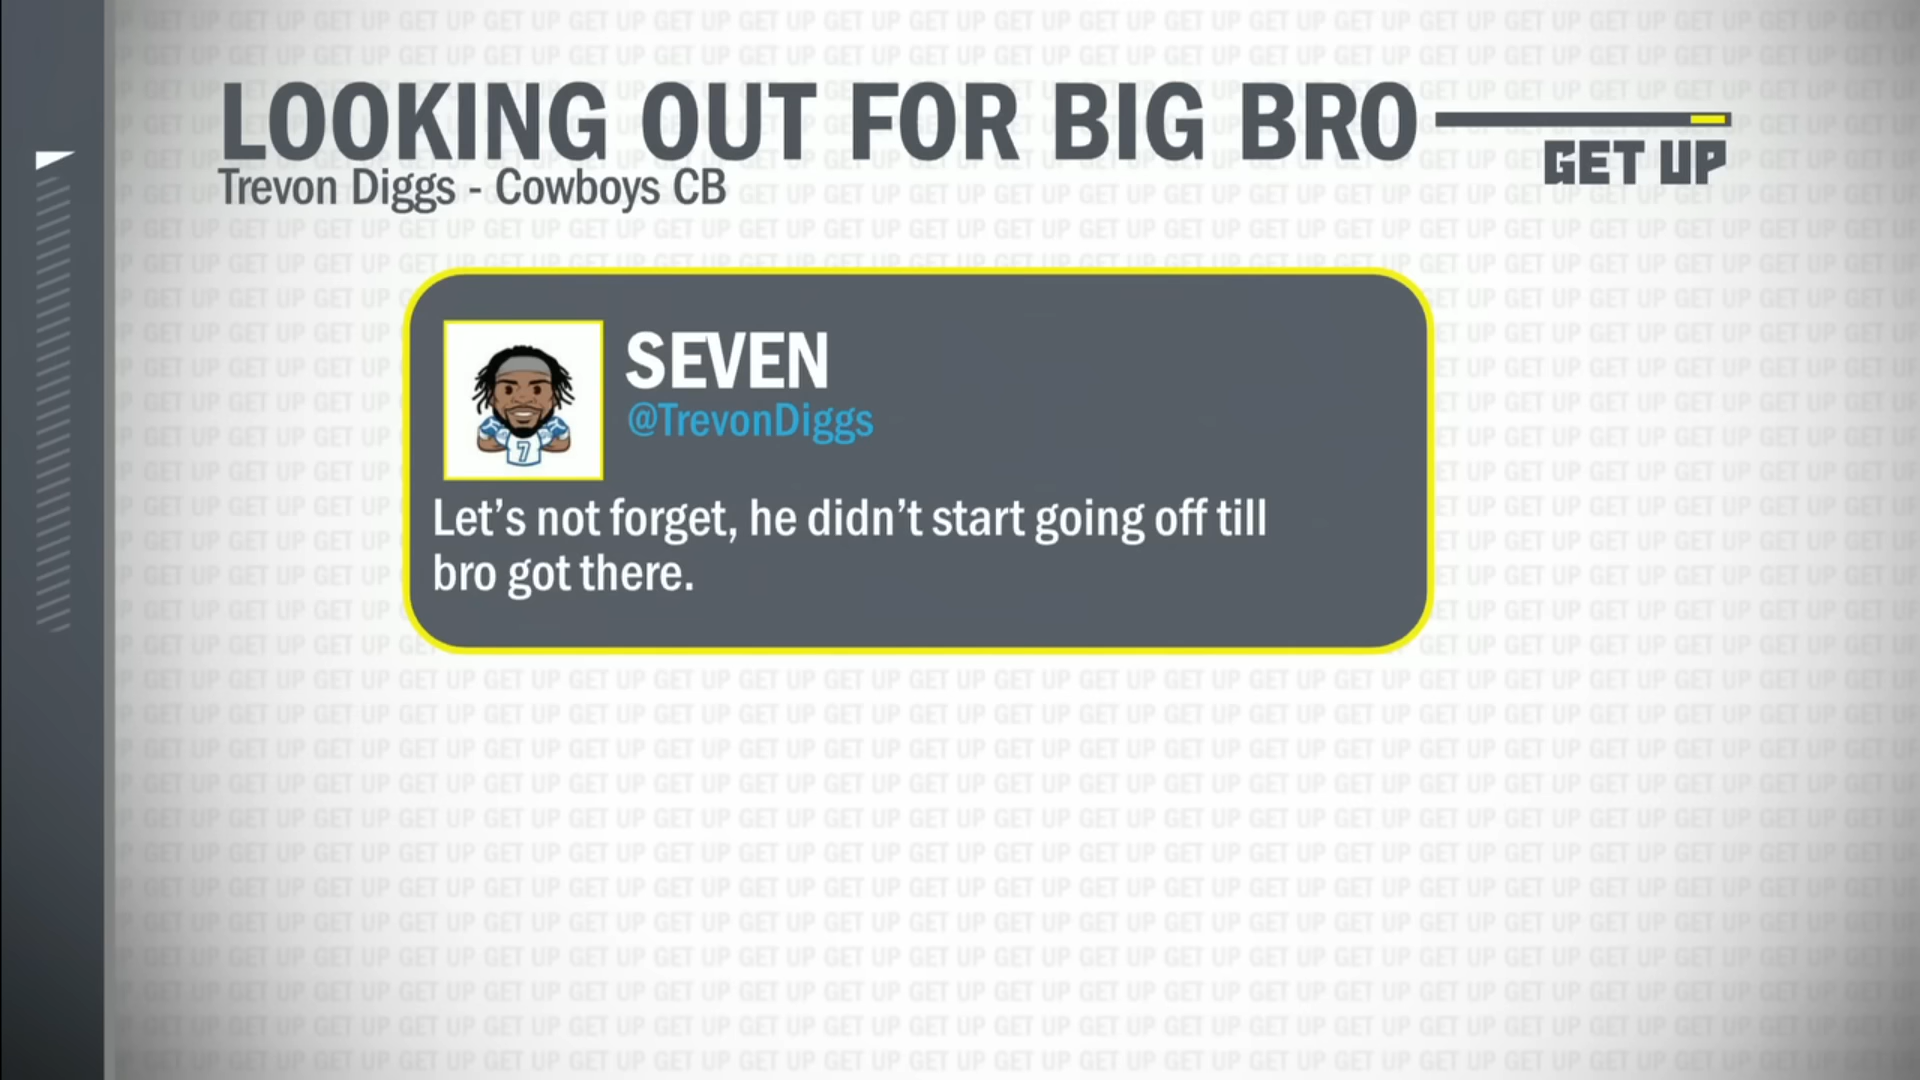 LOOKING OUT FOR BIG BRO
GET UP
Trevon Diggs - Cowboys CB
SEVEN
@TrevonDiggs
7
Let’s not forget, he didn’t start going off till
bro got there.